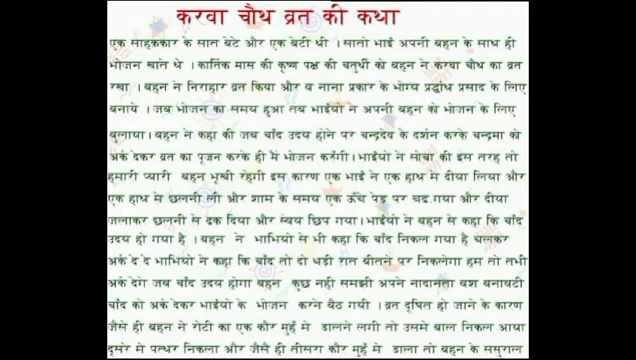 करवा चौथ व्रत की कथा
एक साहूककार के सात बेटे और एक बेटी थी । सातो भाई अपनी बहन के साथ ही
भोजन खाते थे । कार्तिक मास की कृष्ण पक्ष की चतुर्थी को बहन ने करवा चौथ का व्रत
रखा । बहन ने निराहार व्रत किया और व नाना प्रकार के भोग्य प्रद्धांध प्रसाद के लिए
बनाये । जब भोजन का समय हुआ तब भाईयो ने अपनी बहन को भोजन के लिए
बुलाया। बहन ने कहा की जब चाँद उदय होने पर चन्द्रदेव के दर्शन करके चन्द्रमा को
अर्क देकर व्रत का पूजन करके ही मै भोजन करुँगी। भाईयो ने सोचा की इस तरह तो
हमारी प्यारी बहन भूखी रहेगी इस कारण एक भाई ने एक हाथ मे दीया लिया और
एक हाथ मे छलनी ली और शाम के समय एक ऊँचे पेड़ पर चढ गया और दीया
जलाकर छलनी से ढक दिया और स्वय छिप गया। भाईयो ने बहन से कहा कि चाँद
उदय हो गया है । बहन ने भाभियो से भी कहा कि चाँद निकल गया है चलकर
अर्क दे दे भाभियो ने कहा कि चाँद तो दो धड़ी रात बीतने पर निकलेगा हम तो तभी
अर्क देगे जब चाँद उदय होगा बहन कुछ नही समझी अपने नादानता वश बनावटी
चाँद को अर्क देकर भाईयो के भोजन करने बैठ गयी । व्रत दूषित हो जाने के कारण
जैसे ही बहन ने रोटी का एक कौर मुहँ मे डालने लगी तो उसमे बाल निकल आया
दूसरे मे पत्थर निकला और जैसै ही तीसरा कौर मुहँ मे डाला तो बहन के ससुराल